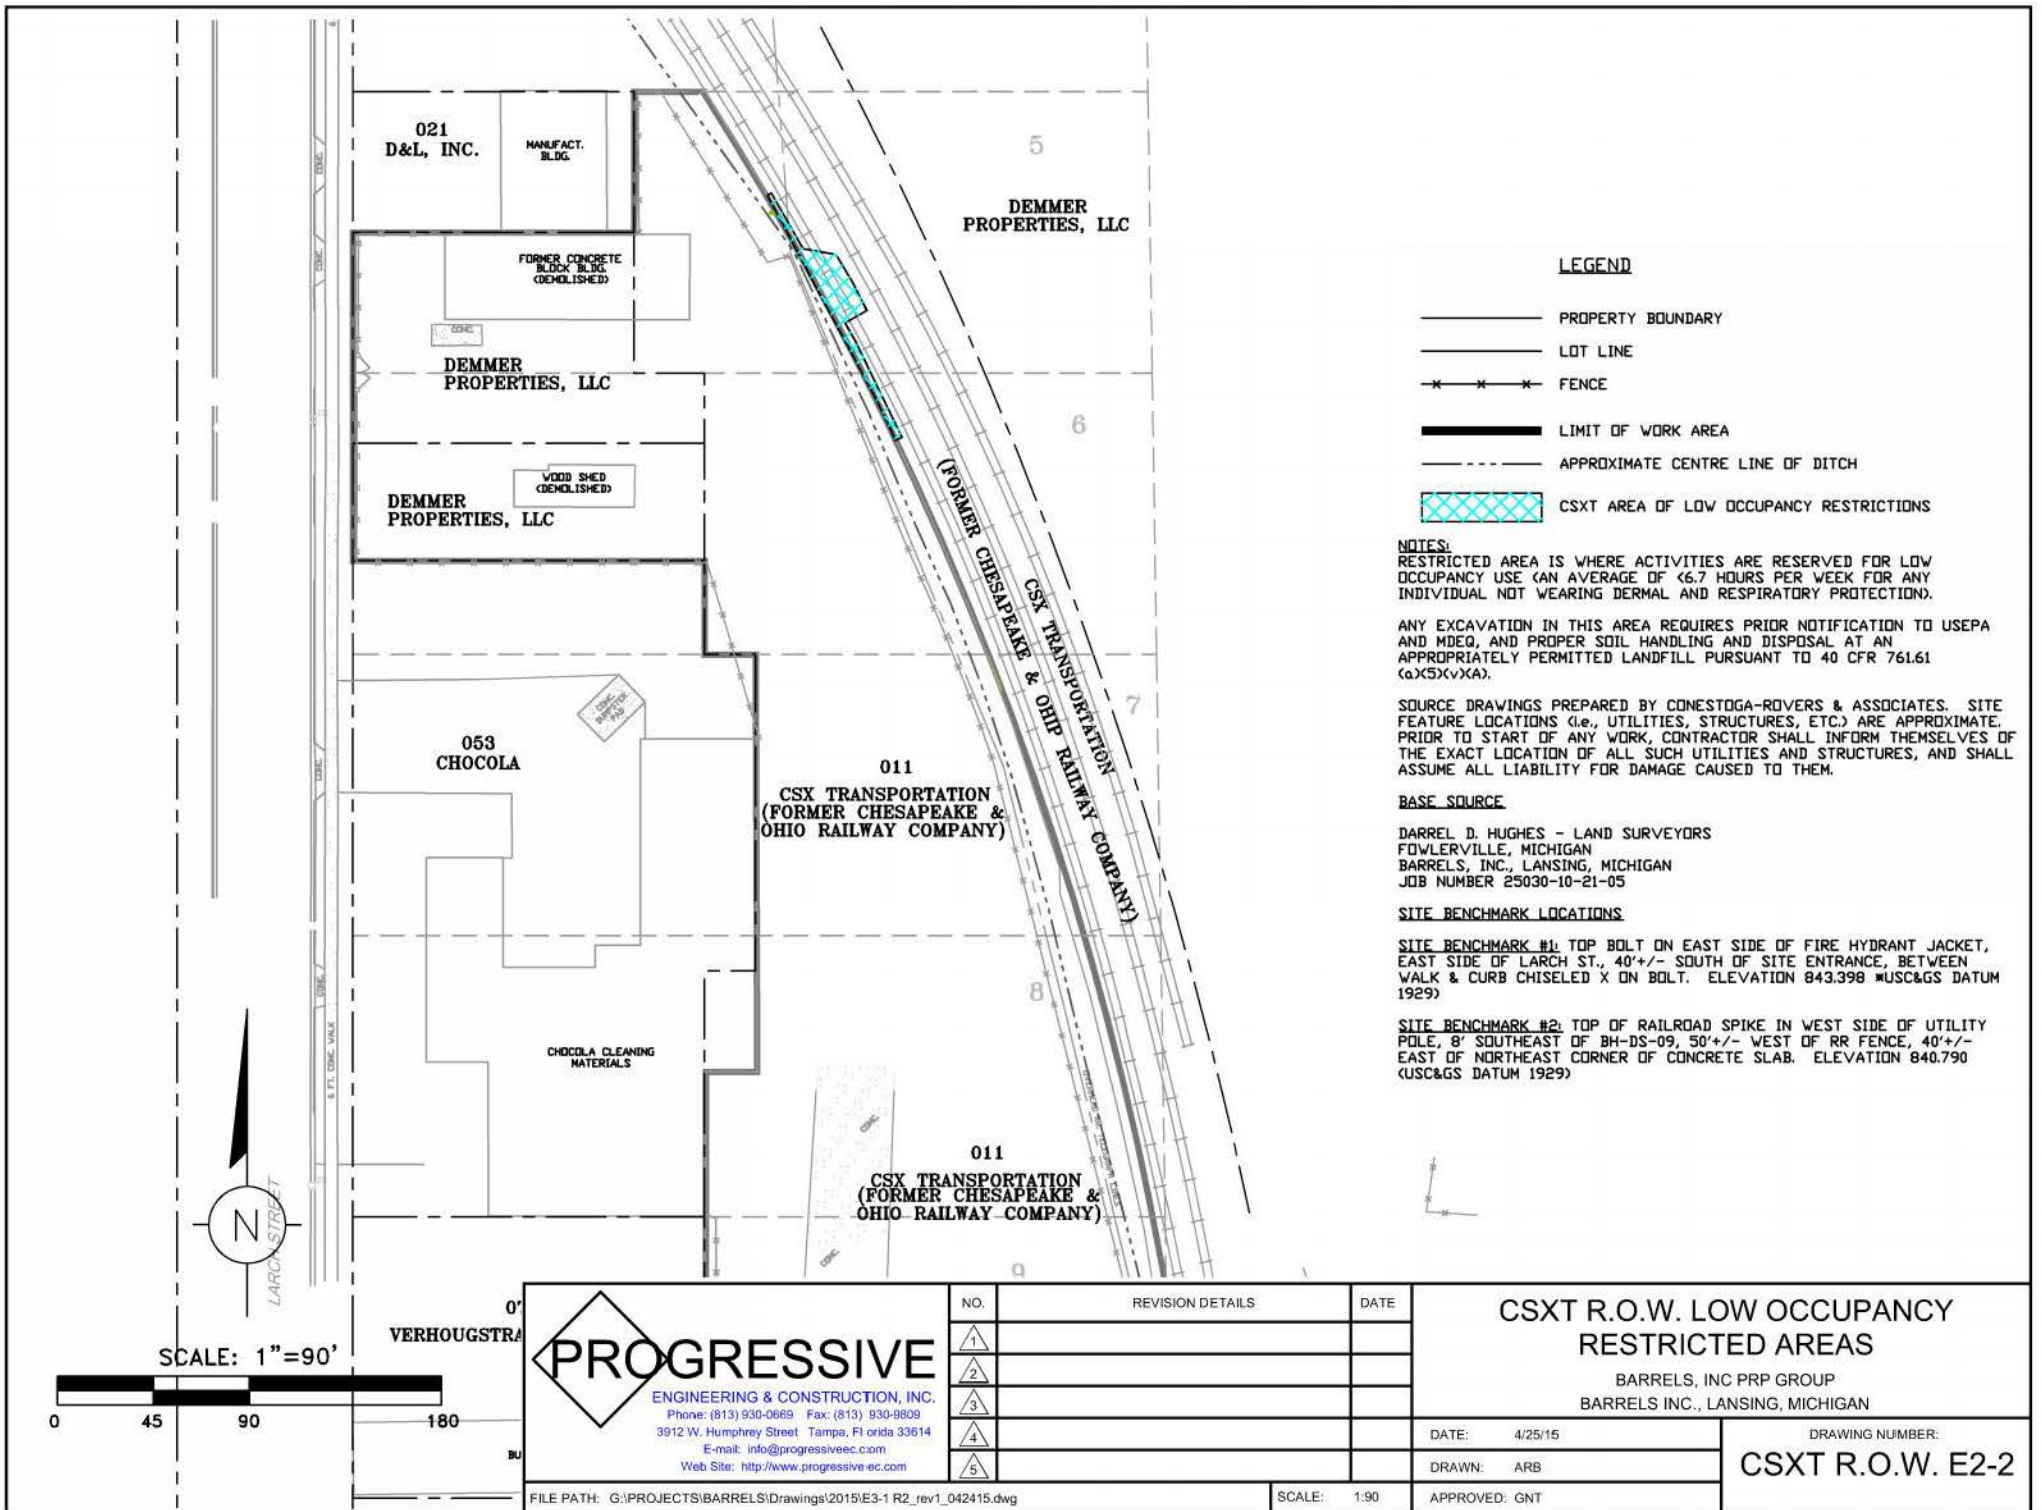 021
D&L, INC.
MANUFACT.
BLDG.
CONC.
CONC.
FORMER CONCRETE
BLOCK BLDG.
(DEMOLISHED)
CONC.
DEMMER
PROPERTIES, LLC
WOOD SHED
(DEMOLISHED)
DEMMER
PROPERTIES, LLC
5
DEMMER
PROPERTIES, LLC
6
(FORMER CHESAPEAKE & OHIP RAILWAY COMPANY)
CSX TRANSPORTATION
7
CONC.
DUMPSTER
PAD
053
CHOCOLA
011
CSX TRANSPORTATION
(FORMER CHESAPEAKE &
OHIO RAILWAY COMPANY)
CONC.
CONC.
6 FT. CONC. WALK
8
CHOCOLA CLEANING
MATERIALS
CONC.
CONC.
011
CSX TRANSPORTATION
(FORMER CHESAPEAKE &
OHIO RAILWAY COMPANY)
9
N
LARCH STREET
VERHOUGSTRA
BU
SCALE: 1"=90'
0 45 90 180
LEGEND
PROPERTY BOUNDARY
LOT LINE
FENCE
LIMIT OF WORK AREA
APPROXIMATE CENTRE LINE OF DITCH
CSXT AREA OF LOW OCCUPANCY RESTRICTIONS
NOTES:
RESTRICTED AREA IS WHERE ACTIVITIES ARE RESERVED FOR LOW
OCCUPANCY USE (AN AVERAGE OF <6.7 HOURS PER WEEK FOR ANY
INDIVIDUAL NOT WEARING DERMAL AND RESPIRATORY PROTECTION).
ANY EXCAVATION IN THIS AREA REQUIRES PRIOR NOTIFICATION TO USEPA
AND MDEQ, AND PROPER SOIL HANDLING AND DISPOSAL AT AN
APPROPRIATELY PERMITTED LANDFILL PURSUANT TO 40 CFR 761.61
(a)(5)(v)(A).
SOURCE DRAWINGS PREPARED BY CONESTOGA-ROVERS & ASSOCIATES. SITE
FEATURE LOCATIONS (i.e., UTILITIES, STRUCTURES, ETC.) ARE APPROXIMATE.
PRIOR TO START OF ANY WORK, CONTRACTOR SHALL INFORM THEMSELVES OF
THE EXACT LOCATION OF ALL SUCH UTILITIES AND STRUCTURES, AND SHALL
ASSUME ALL LIABILITY FOR DAMAGE CAUSED TO THEM.
BASE SOURCE
DARREL D. HUGHES - LAND SURVEYORS
FOWLERVILLE, MICHIGAN
BARRELS, INC., LANSING, MICHIGAN
JOB NUMBER 25030-10-21-05
SITE BENCHMARK LOCATIONS
SITE BENCHMARK #1: TOP BOLT ON EAST SIDE OF FIRE HYDRANT JACKET,
EAST SIDE OF LARCH ST., 40'+/- SOUTH OF SITE ENTRANCE, BETWEEN
WALK & CURB CHISELED X ON BOLT. ELEVATION 843.398 *USC&GS DATUM
1929)
SITE BENCHMARK #2: TOP OF RAILROAD SPIKE IN WEST SIDE OF UTILITY
POLE, 8' SOUTHEAST OF BH-DS-09, 50'+/- WEST OF RR FENCE, 40'+/-
EAST OF NORTHEAST CORNER OF CONCRETE SLAB. ELEVATION 840.790
(USC&GS DATUM 1929)
PROGRESSIVE
ENGINEERING & CONSTRUCTION, INC.
Phone: (813) 930-0669 Fax: (813) 930-9809
3912 W. Humphrey Street Tampa, Fl orida 33614
E-mail: info@progressiveec.com
Web Site: http://www.progressive-ec.com
FILE PATH: G:\PROJECTS\BARRELS\Drawings\2015\E3-1 R2_rev1_042415.dwg
NO. REVISION DETAILS DATE
1
2
3
4
5
SCALE: 1:90
CSXT R.O.W. LOW OCCUPANCY
RESTRICTED AREAS
BARRELS, INC PRP GROUP
BARRELS INC., LANSING, MICHIGAN
DATE: 4/25/15
DRAWN: ARB
APPROVED: GNT
DRAWING NUMBER:
CSXT R.O.W. E2-2